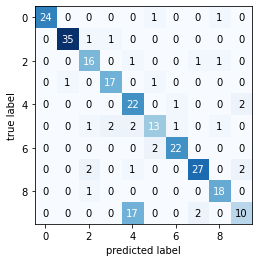 0 24 0 0 0 0 1 0 0 1 0
0 35 1 1 0 0 0 0 0 0
2 0 0 16 0 1 0 0 1 1 0
0 1 0 17 0 1 0 0 0 0
4 0 0 0 0 22 0 1 0 0 2
0 0 1 2 2 13 1 0 1 0
6 0 0 0 0 0 2 22 0 0 0
0 0 2 0 1 0 0 27 0 2
8 0 0 1 0 0 0 0 0 18 0
0 0 0 0 17 0 0 2 0 10
0 2 4 6 8
predicted label
true label